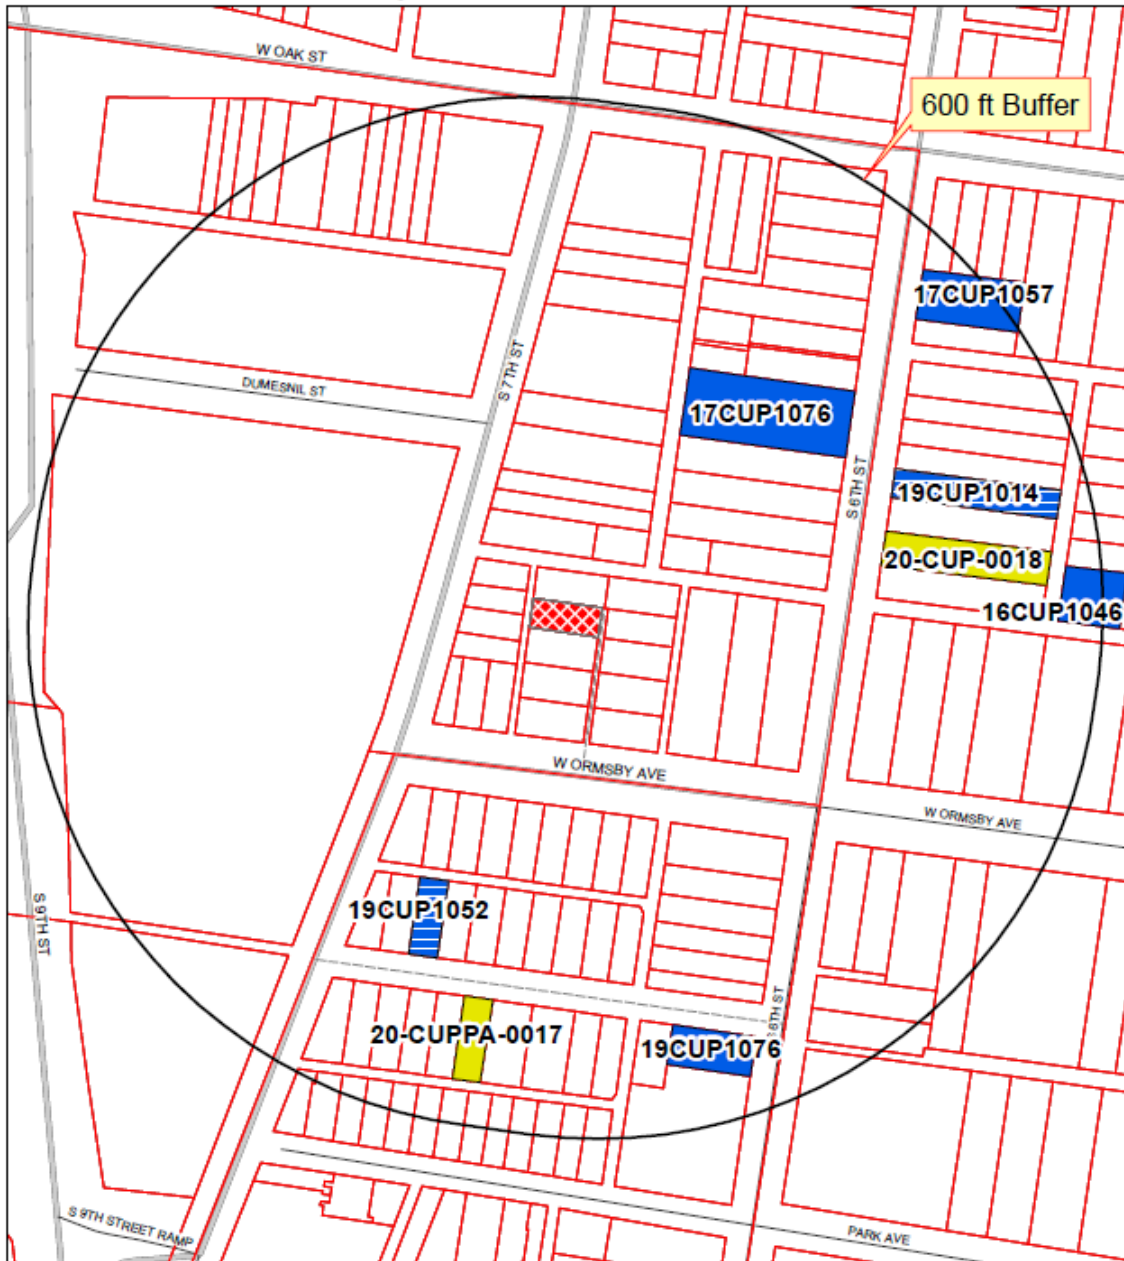 W OAK ST
600 ft Buffer
17CUP1057
S 7TH ST
DUMESNIL ST
17CUP1076
S 6TH ST
19CUP1014
20-CUP-0018
16CUP1046
W ORMSBY AVE
W ORMSBY AVE
19CUP1052
S 9TH ST
S 6TH ST
20-CUPPA-0017
19CUP1076
S 9TH STREET RAMP
PARK AVE